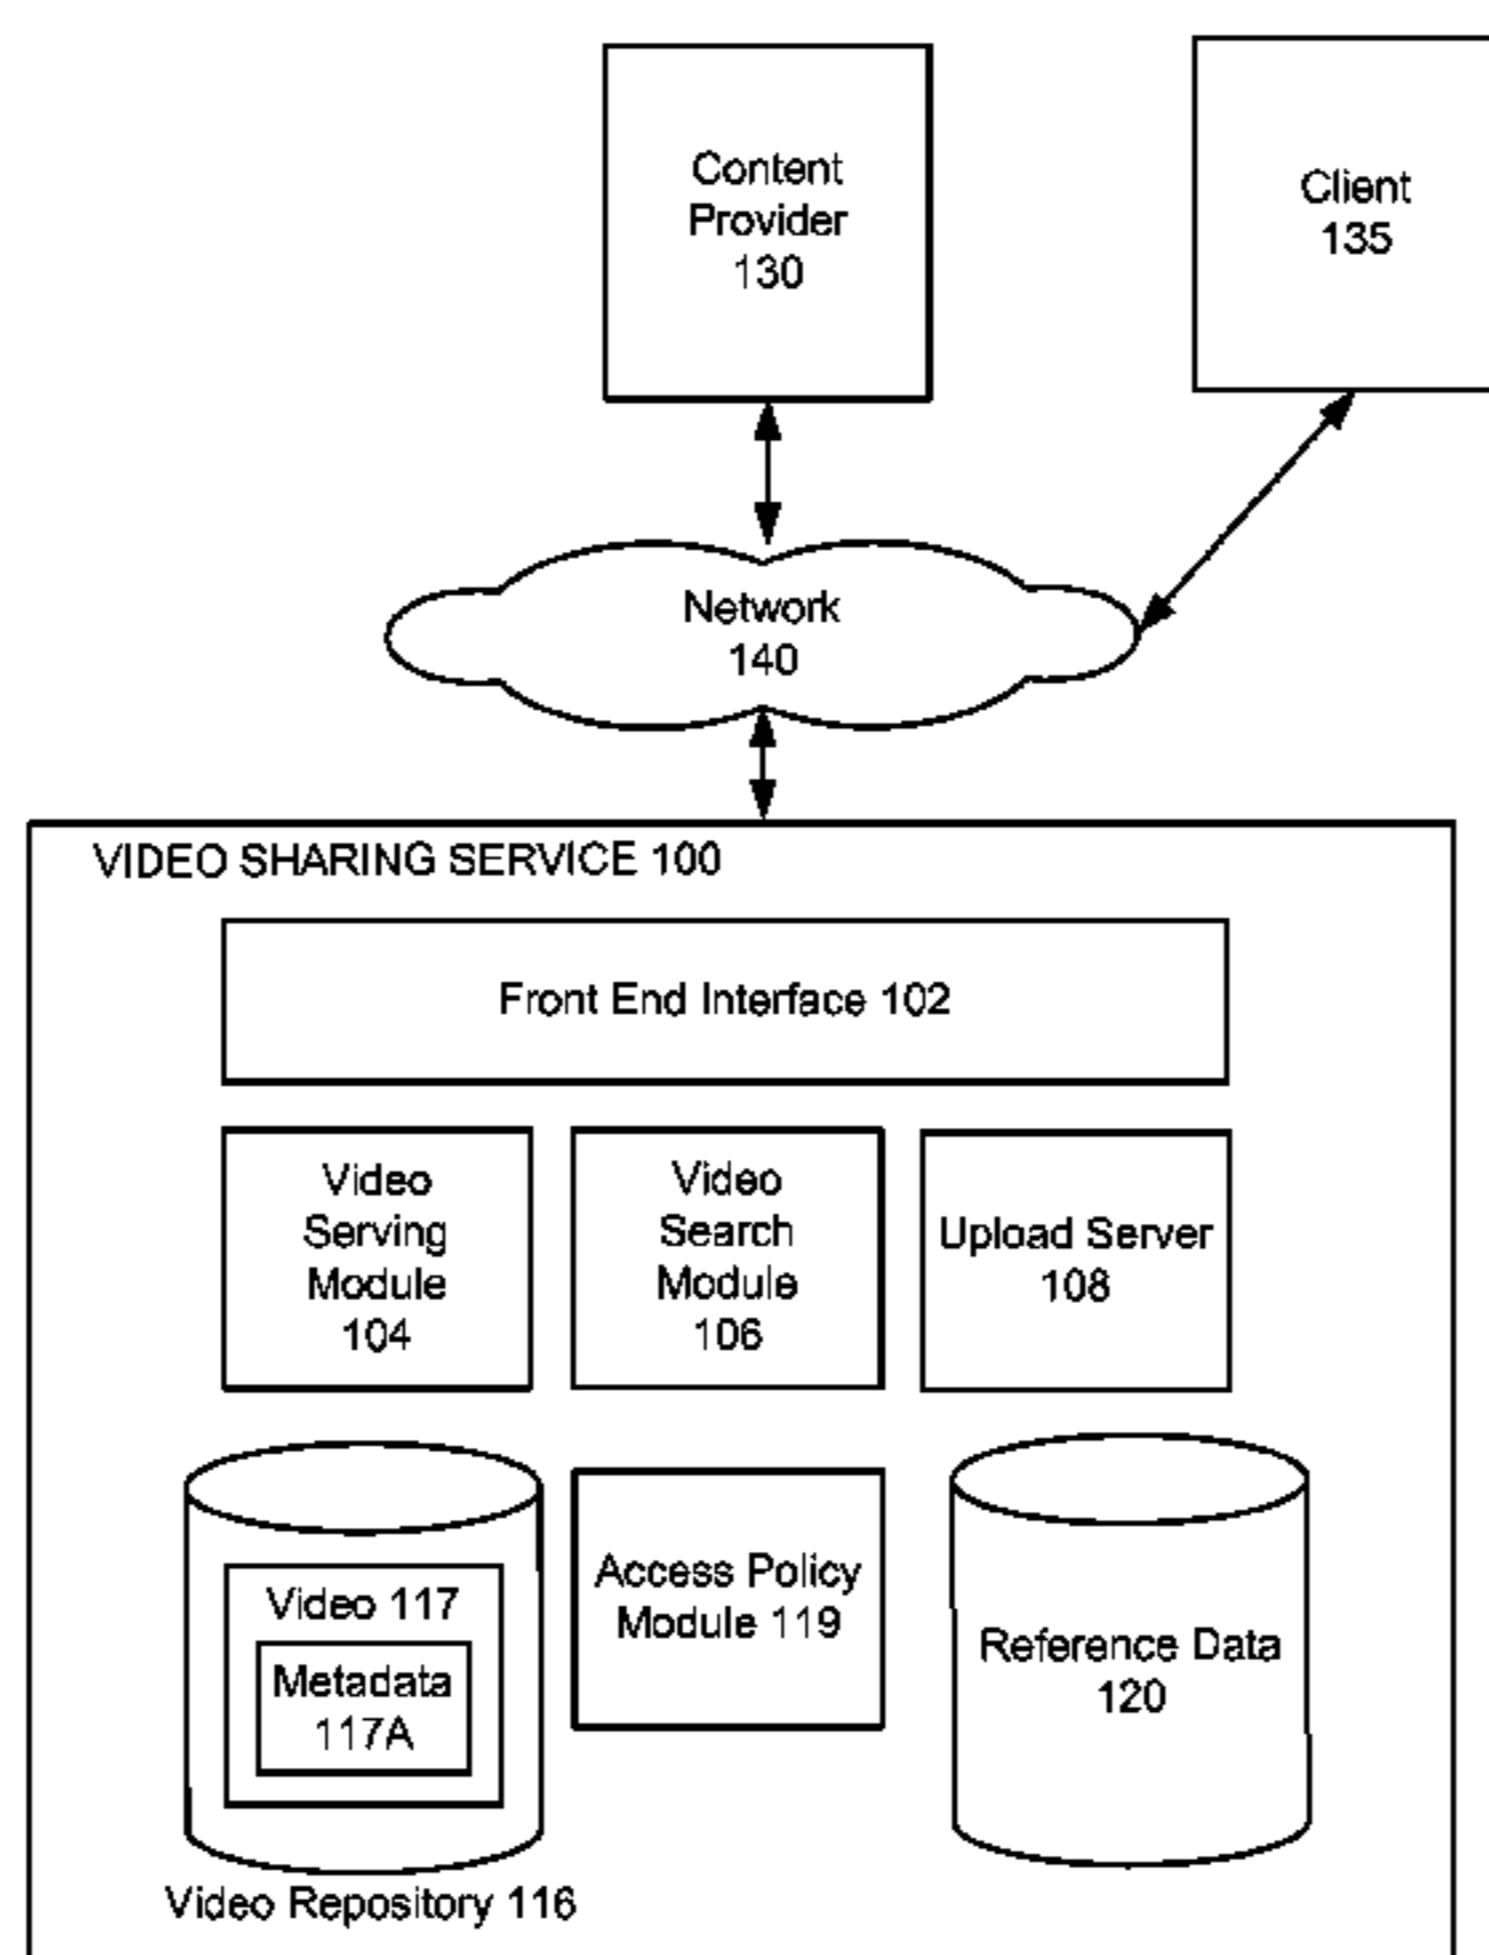 Content
Provider
130
Client
135
Network
140
VIDEO SHARING SERVICE 100
Front End Interface 102
Video
Serving
Module
104
Video
Search
Module
106
Upload Server
108
Video 117
Metadata
117A
Access Policy
Module 119
Reference Data
120
Video Repository 116